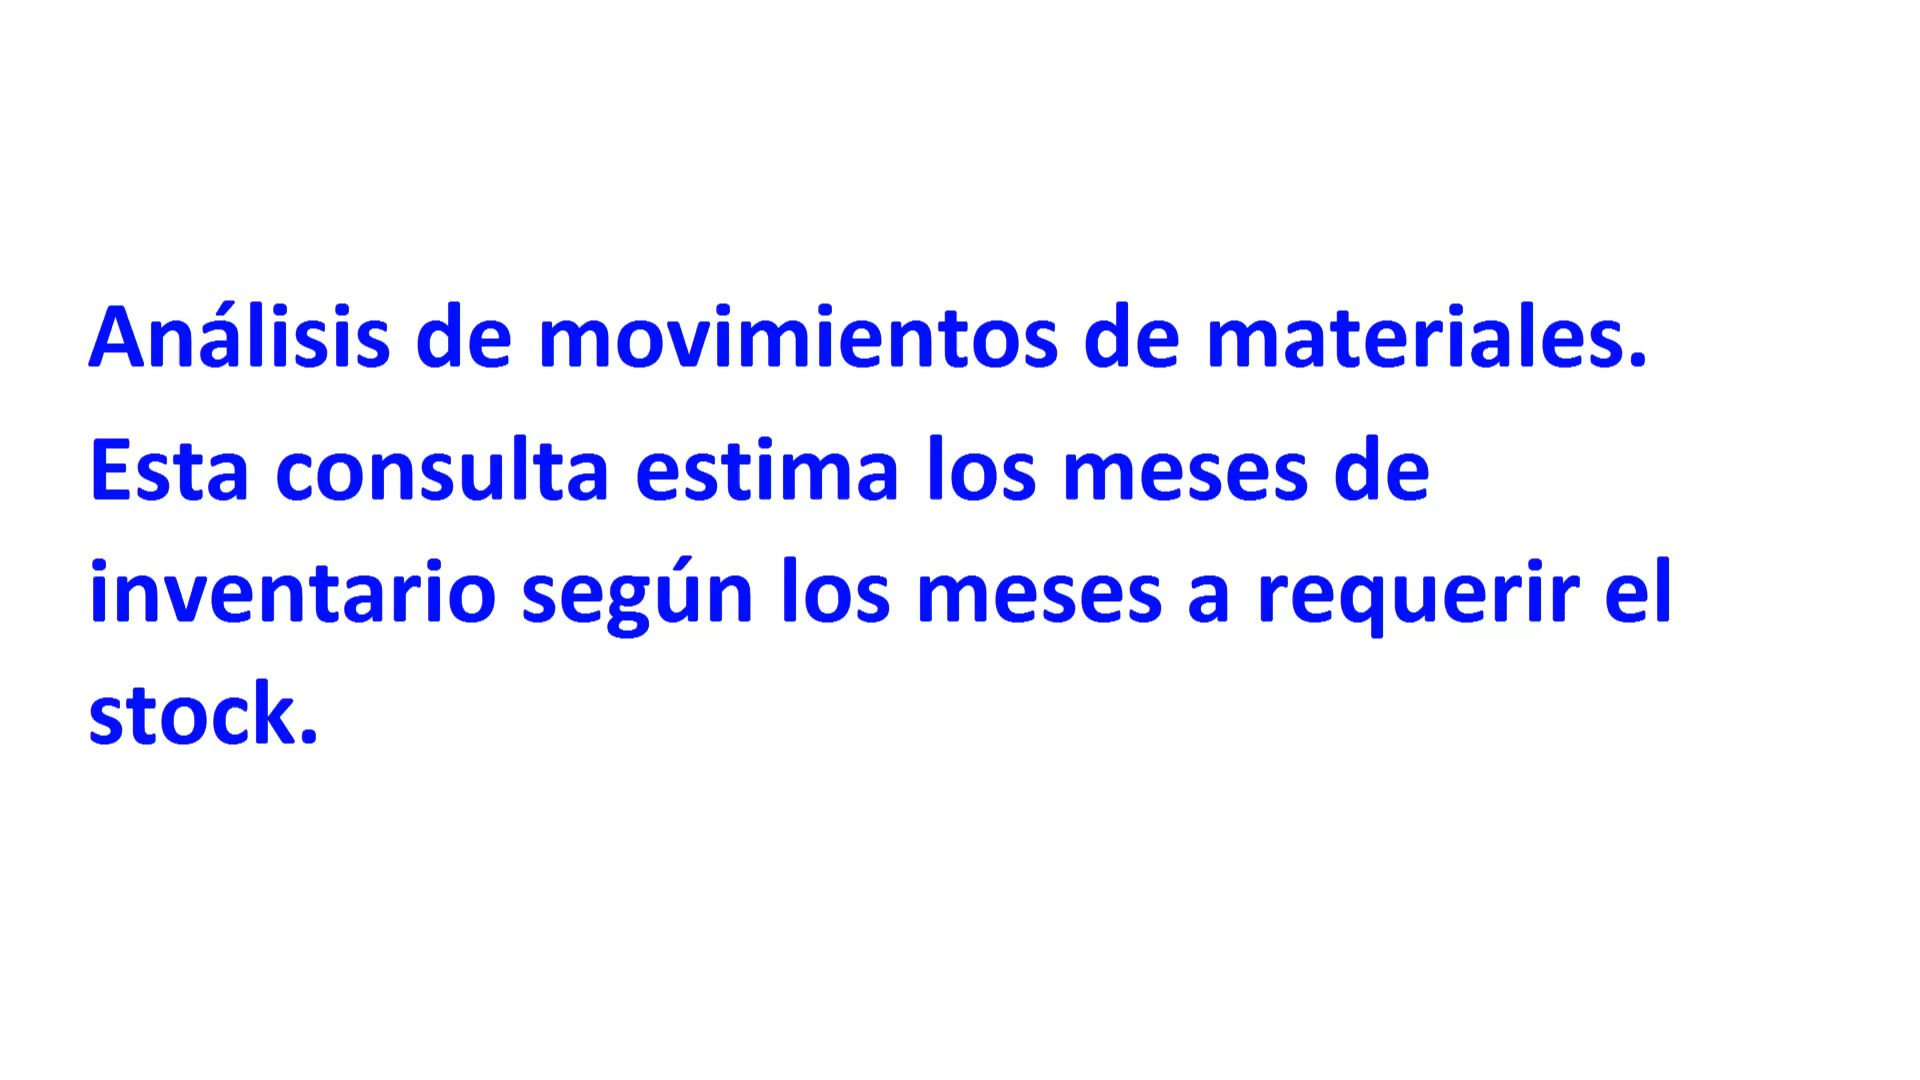 Análisis de movimientos de materiales.
Esta consulta estima los meses de
inventario según los meses a requerir el
stock.